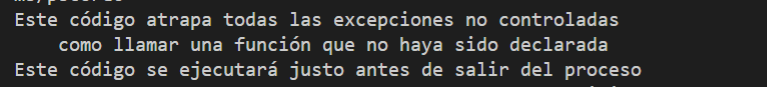 Este código atrapa todas las excepciones no controladas
como llamar una función que no haya sido declarada
Este código se ejecutará justo antes de salir del proceso